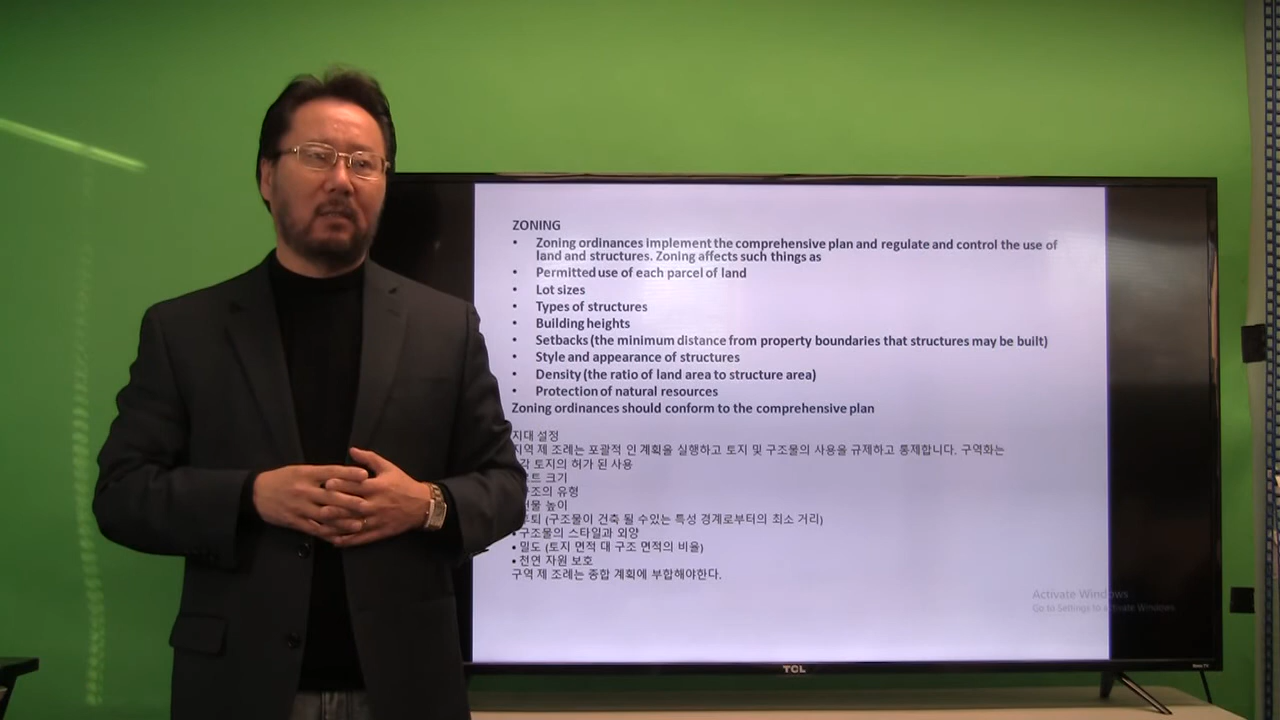 ZONING
• Zoning ordinances implement the comprehensive plan and regulate and control the use of
land and structures. Zoning affects such things as
• Permitted use of each parcel of land
• Lot sizes
• Types of structures
• Building heights
• Setbacks (the minimum distance from property boundaries that structures may be built)
• Style and appearance of structures
• Density (the ratio of land area to structure area)
• Protection of natural resources
Zoning ordinances should conform to the comprehensive plan
지대 설정
지역 제 조례는 포괄적 인 계획을 실행하고 토지 및 구조물의 사용을 규제하고 통제합니다. 구역화는
각 토지의 허가 된 사용
크기
유형
높이
(구조물이 건축 될 수있는 특성 경계로부터의 최소 거리)
• 구조물의 스타일과 외양
• 밀도 (토지 면적 대 구조 면적의 비율)
• 천연 자원 보호
구역 제 조례는 종합 계획에 부합해야한다.
Activate Windows
Go to Settings to activate Windows
TCL
Roku TV